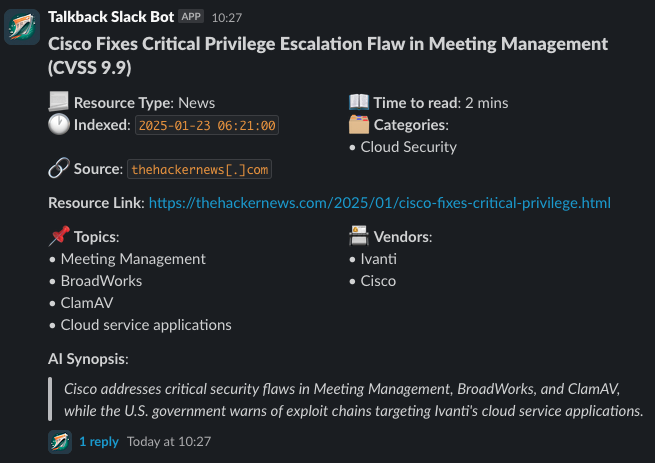 Talkback Slack Bot APP 10:27
Cisco Fixes Critical Privilege Escalation Flaw in Meeting Management
(CVSS 9.9)
Resource Type: News
Time to read: 2 mins
Indexed: 2025-01-23 06:21:00
Categories:
• Cloud Security
Source: thehackernews[.]com
Resource Link: https://thehackernews.com/2025/01/cisco-fixes-critical-privilege.html
Topics:
• Meeting Management
• BroadWorks
• ClamAV
• Cloud service applications
Vendors:
• Ivanti
• Cisco
AI Synopsis:
Cisco addresses critical security flaws in Meeting Management, BroadWorks, and ClamAV,
while the U.S. government warns of exploit chains targeting Ivanti's cloud service applications.
1 reply Today at 10:27